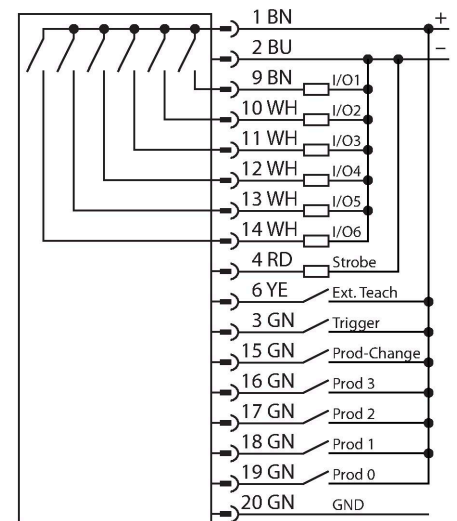 1 BN +
2 BU −
9 BN I/O1
10 WH I/O2
11 WH I/O3
12 WH I/O4
13 WH I/O5
14 WH I/O6
4 RD Strobe
6 YE Ext. Teach
3 GN Trigger
15 GN Prod-Change
16 GN Prod 3
17 GN Prod 2
18 GN Prod 1
19 GN Prod 0
20 GN GND